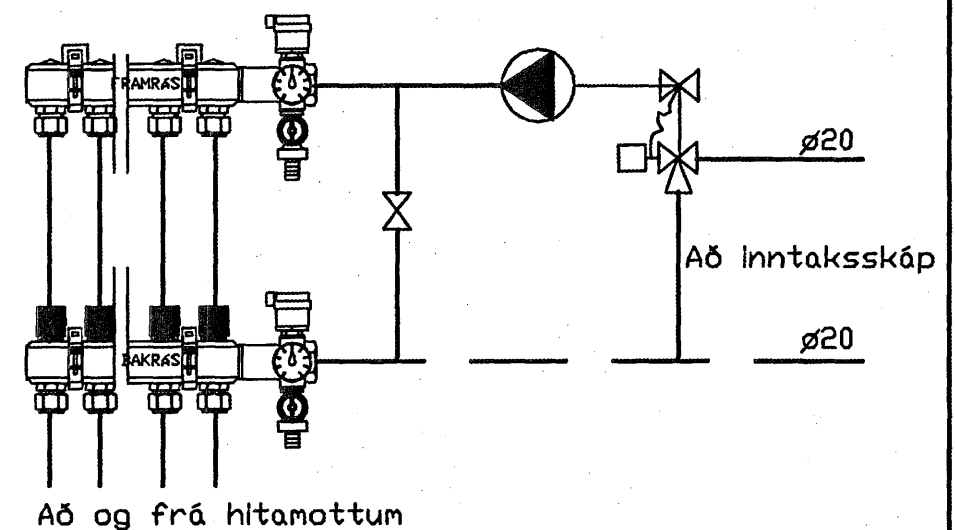 FRAMRÁS
ø20
Að inntaksskáp
BAKRÁS
ø20
Að og frá hitamottum